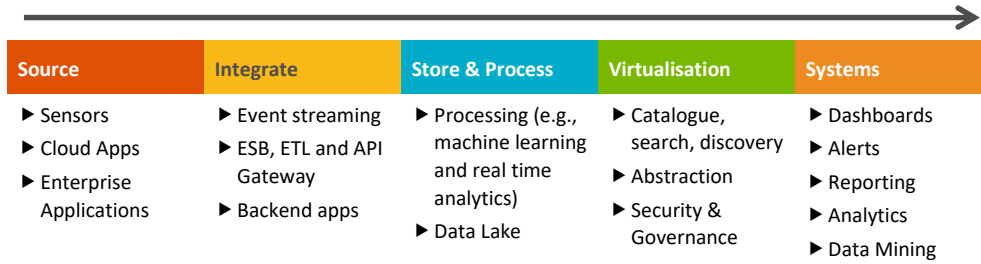 Source
Integrate
Store & Process
Virtualisation
Systems
Sensors
Cloud Apps
Enterprise
Applications
Event streaming
ESB, ETL and API
Gateway
Backend apps
Processing (e.g.,
machine learning
and real time
analytics)
Data Lake
Catalogue,
search, discovery
Abstraction
Security &
Governance
Dashboards
Alerts
Reporting
Analytics
Data Mining